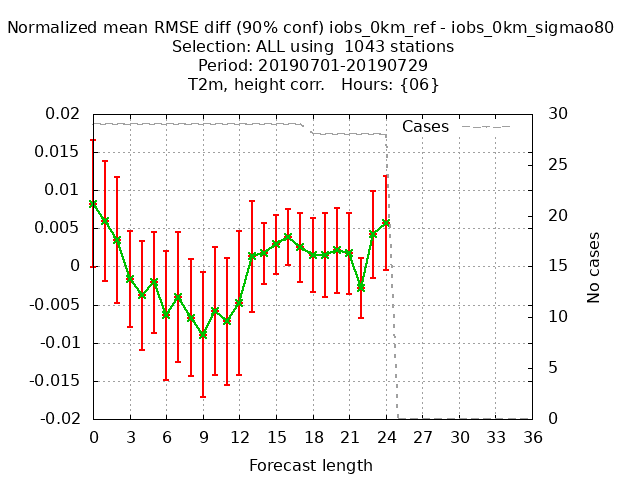 Normalized mean RMSE diff (90% conf) iobs_0km_ref - iobs_0km_sigmao80
Selection: ALL using  1043 stations
Period: 20190701-20190729
T2m, height corr.   Hours: {06}
Cases
0.02
0.015
0.01
0.005
0
-0.005
-0.01
-0.015
-0.02
30
25
20
15
10
5
0
No cases
0 3 6 9 12 15 18 21 24 27 30 33 36
Forecast length